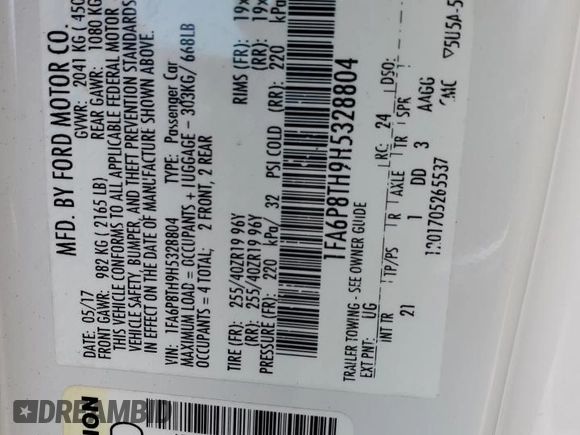 MFD. BY FORD MOTOR CO.
DATE: 05/17 GVWR: 2041 KG
FRONT GAWR: 982 KG (2165 LB) REAR GAWR: 1080 KG
THIS VEHICLE CONFORMS TO ALL APPLICABLE FEDERAL MOTOR
VEHICLE SAFETY, BUMPER, AND THEFT PREVENTION STANDARDS
IN EFFECT ON THE DATE OF MANUFACTURE SHOWN ABOVE.
VIN: 1FA6P8TH9H5328804 TYPE: Passenger Car
MAXIMUM LOAD = OCCUPANTS + LUGGAGE - 303KG/ 668LB
OCCUPANTS = 4 TOTAL; 2 FRONT, 2 REAR
TIRE (FR): 255/40ZR19 96Y RIMS (FR):
(RR): 255/40ZR19 96Y (RR):
PRESSURE (FR): 220 kPa/ 32 PSI COLD (RR): 220 kPa/
1FA6P8TH9H5328804
TRAILER TOWING - SEE OWNER GUIDE
EXT PNT: UG RC: 24 DSO:
INT TR TP/PS R AXLE TR SPR
21 1 DD 3 AAGG
1201705265537
DREAMBID